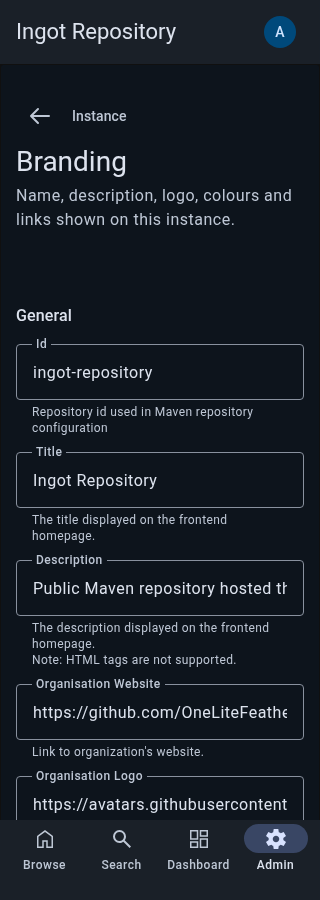 Ingot Repository
A
Instance
Branding
Name, description, logo, colours and
links shown on this instance.
General
Id
ingot-repository
Repository id used in Maven repository
configuration
Title
Ingot Repository
The title displayed on the frontend
homepage.
Description
Public Maven repository hosted th
The description displayed on the frontend
homepage.
Note: HTML tags are not supported.
Organisation Website
https://github.com/OneLiteFeathe
Link to organization's website.
Organisation Logo
https://avatars.githubusercontent
Browse
Search
Dashboard
Admin